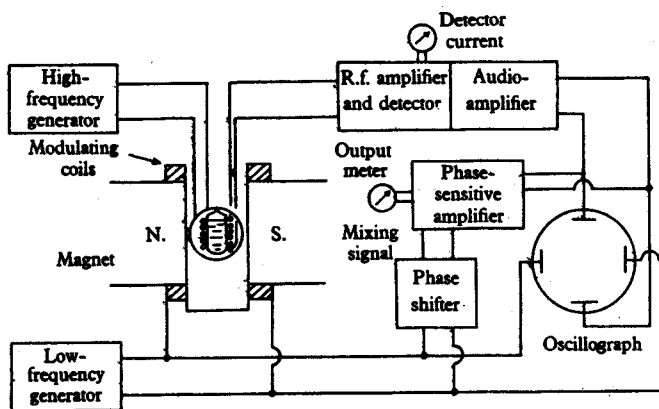 Detector
current
High-
frequency
generator
R.f. amplifier
and detector
Audio-
amplifier
Modulating
coils
Output
meter
Phase-
sensitive
amplifier
N.
S.
Mixing
signal
Magnet
Phase
shifter
Oscillograph
Low-
frequency
generator